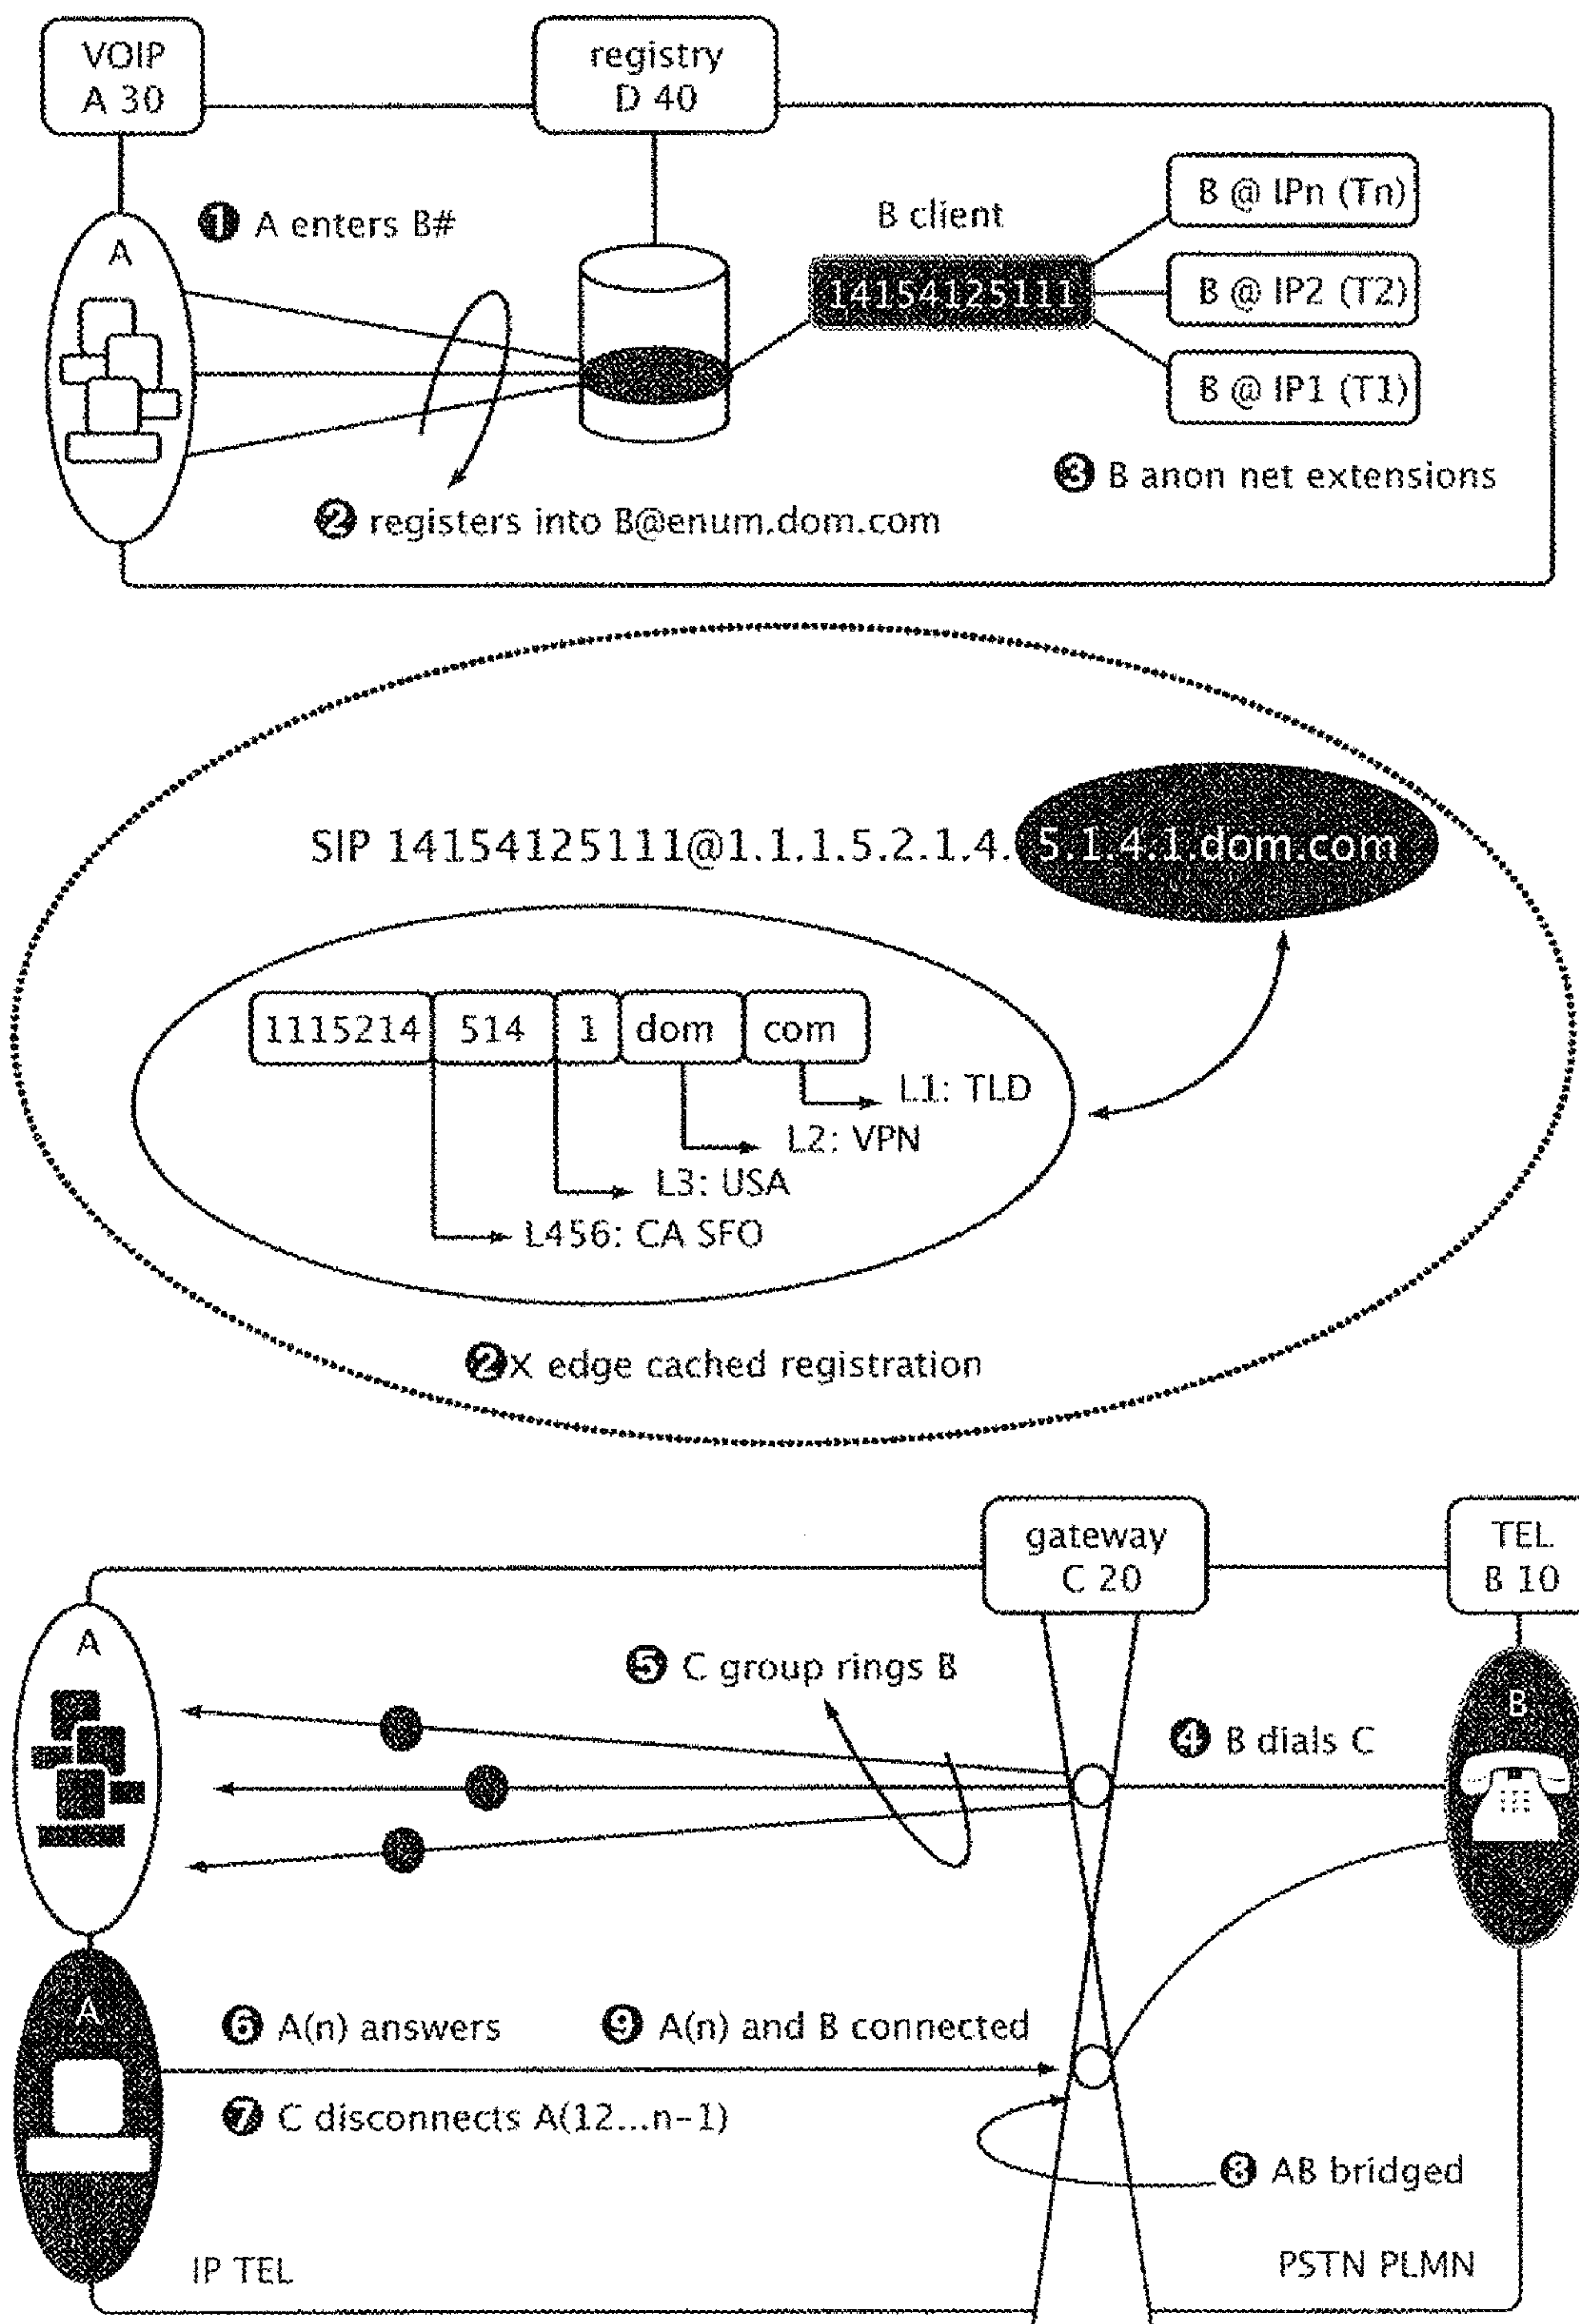 VOIP
A 30
registry
D 40
❶ A enters B#
A
B client
14154125111
B @ IPn (Tn)
B @ IP2 (T2)
B @ IP1 (T1)
❸ B anon net extensions
❷ registers into B@enum.dom.com
SIP 14154125111@1.1.1.5.2.1.4.5.1.4.1.dom.com
1115214 514 1 dom com
L1: TLD
L2: VPN
L3: USA
L456: CA SFO
❷X edge cached registration
gateway
C 20
TEL
B 10
A
❺ C group rings B
B
❹ B dials C
A
❻ A(n) answers
❾ A(n) and B connected
❼ C disconnects A(12...n-1)
❽ AB bridged
IP TEL
PSTN PLMN